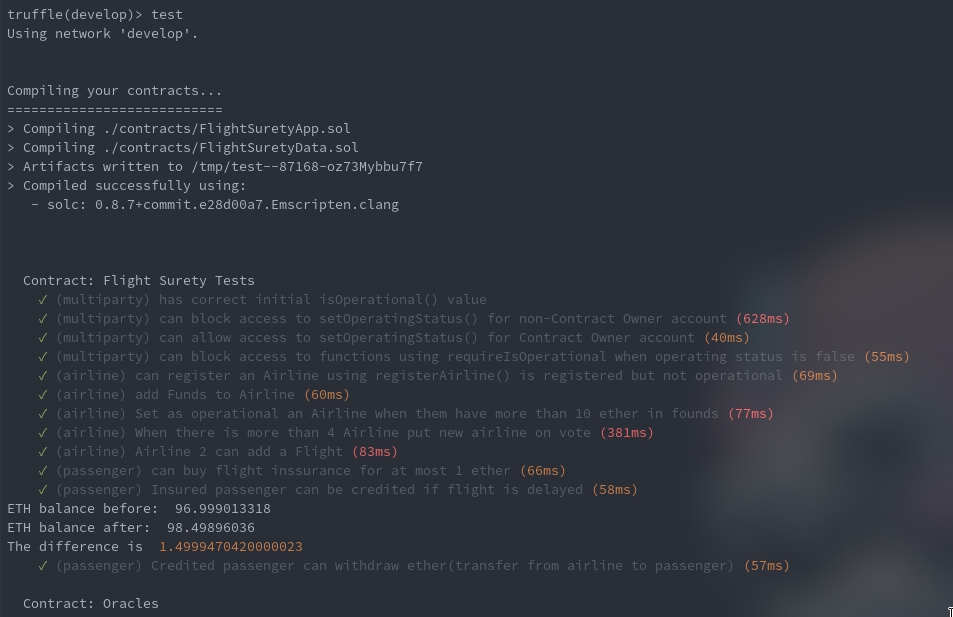 truffle(develop)> test
Using network 'develop'.
Compiling your contracts...
===========================
> Compiling ./contracts/FlightSuretyApp.sol
> Compiling ./contracts/FlightSuretyData.sol
> Artifacts written to /tmp/test--87168-oz73Mybbu7f7
> Compiled successfully using:
   - solc: 0.8.7+commit.e28d00a7.Emscripten.clang
  Contract: Flight Surety Tests
    ✓ (multiparty) has correct initial isOperational() value
    ✓ (multiparty) can block access to setOperatingStatus() for non-Contract Owner account (628ms)
    ✓ (multiparty) can allow access to setOperatingStatus() for Contract Owner account (40ms)
    ✓ (multiparty) can block access to functions using requireIsOperational when operating status is false (55ms)
    ✓ (airline) can register an Airline using registerAirline() is registered but not operational (69ms)
    ✓ (airline) add Funds to Airline (60ms)
    ✓ (airline) Set as operational an Airline when them have more than 10 ether in founds (77ms)
    ✓ (airline) When there is more than 4 Airline put new airline on vote (381ms)
    ✓ (airline) Airline 2 can add a Flight (83ms)
    ✓ (passenger) can buy flight inssurance for at most 1 ether (66ms)
    ✓ (passenger) Insured passenger can be credited if flight is delayed (58ms)
ETH balance before:  96.999013318
ETH balance after:  98.49896036
The difference is  1.4999470420000023
    ✓ (passenger) Credited passenger can withdraw ether(transfer from airline to passenger) (57ms)
  Contract: Oracles